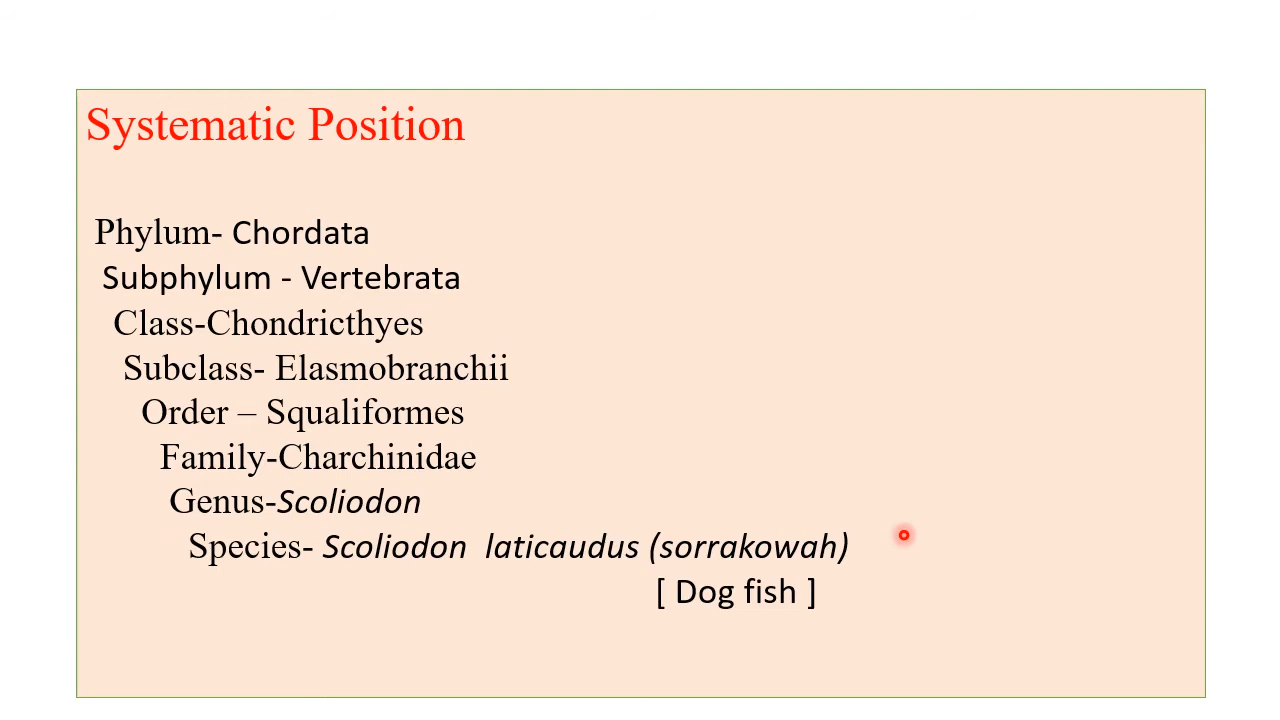 Systematic Position
Phylum- Chordata
Subphylum - Vertebrata
Class-Chondricthyes
Subclass- Elasmobranchii
Order – Squaliformes
Family-Charchinidae
Genus-Scoliodon
Species- Scoliodon laticaudus (sorrakowah)
[ Dog fish ]